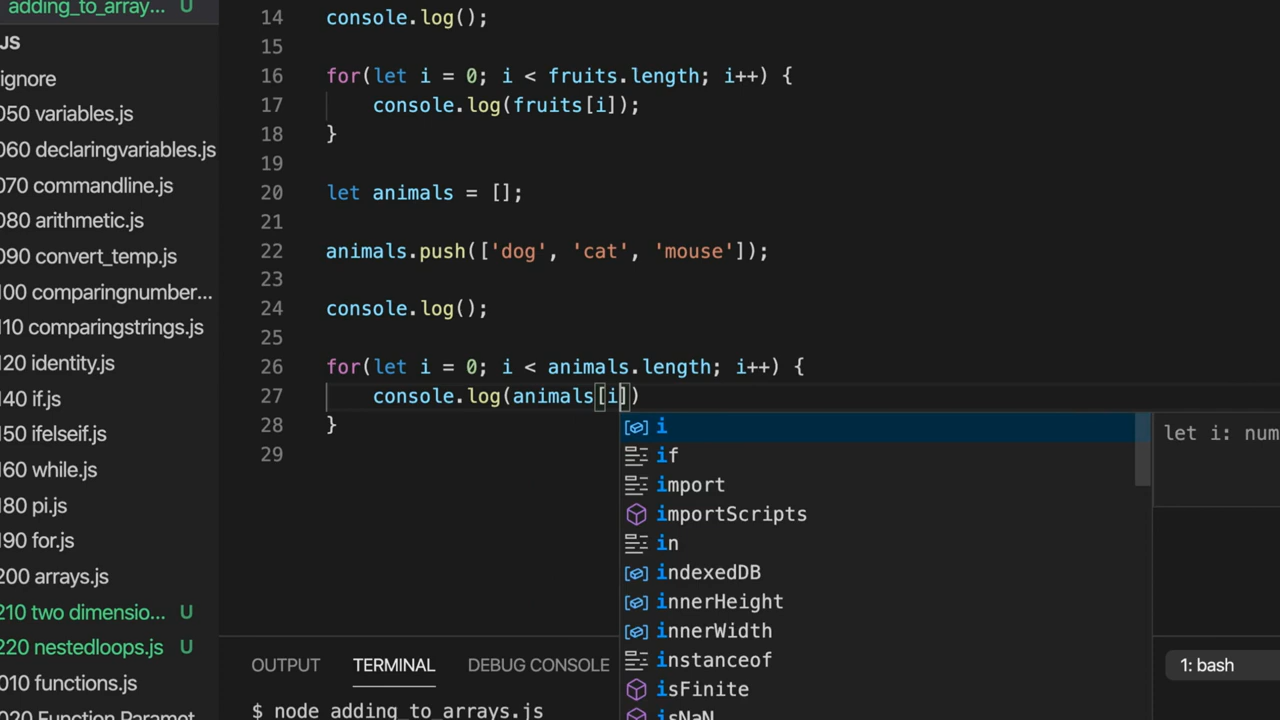 adding_to_array... U
JS
ignore
050 variables.js
060 declaringvariables.js
070 commandline.js
080 arithmetic.js
090 convert_temp.js
100 comparingnumber...
110 comparingstrings.js
120 identity.js
140 if.js
150 ifelseif.js
160 while.js
180 pi.js
190 for.js
200 arrays.js
210 two dimensio... U
220 nestedloops.js U
010 functions.js
020 Function Paramet
14 console.log();
15
16 for(let i = 0; i < fruits.length; i++) {
17 console.log(fruits[i]);
18 }
19
20 let animals = [];
21
22 animals.push(['dog', 'cat', 'mouse']);
23
24 console.log();
25
26 for(let i = 0; i < animals.length; i++) {
27 console.log(animals[i])
28 }
29
i
if
import
importScripts
in
indexedDB
innerHeight
innerWidth
instanceof
isFinite
isNaN
let i: num
OUTPUT TERMINAL DEBUG CONSOLE 1: bash
$ node adding_to_arrays.js